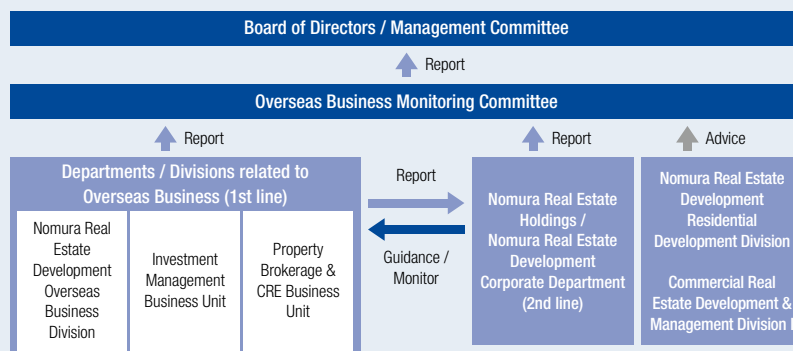 Board of Directors / Management Committee
Report
Overseas Business Monitoring Committee
Report
Report
Advice
Departments / Divisions related to
Overseas Business (1st line)
Nomura Real
Estate
Development
Overseas
Business
Division
Investment
Management
Business Unit
Property
Brokerage &
CRE Business
Unit
Report
Guidance /
Monitor
Nomura Real Estate
Holdings /
Nomura Real Estate
Development
Corporate Department
(2nd line)
Nomura Real Estate
Development
Residential
Development Division
Commercial Real
Estate Development &
Management Division